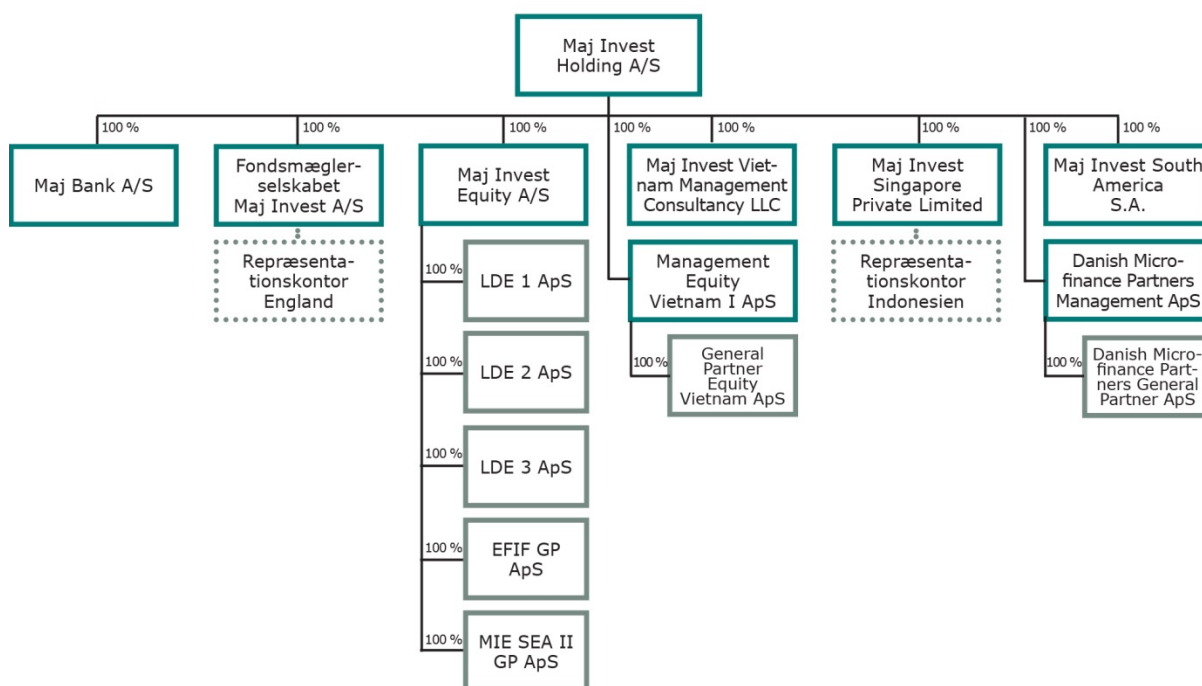 Maj Invest
Holding A/S
100 %
100 %
100 %
100 %
100 %
100 %
100 %
100 %
Maj Bank A/S
Fondsmægler-
selskabet
Maj Invest A/S
Maj Invest
Equity A/S
Maj Invest Viet-
nam Management
Consultancy LLC
Maj Invest
Singapore
Private Limited
Maj Invest South
America
S.A.
Repræsenta-
tionskontor
England
100 %
LDE 1 ApS
Management
Equity
Vietnam I ApS
Repræsenta-
tionskontor
Indonesien
Danish Micro-
finance Partners
Management ApS
100 %
LDE 2 ApS
100 %
General
Partner
Equity
Vietnam ApS
100 %
Danish Micro-
finance Part-
ners General
Partner ApS
100 %
LDE 3 ApS
100 %
EFIF GP
ApS
100 %
MIE SEA II
GP ApS